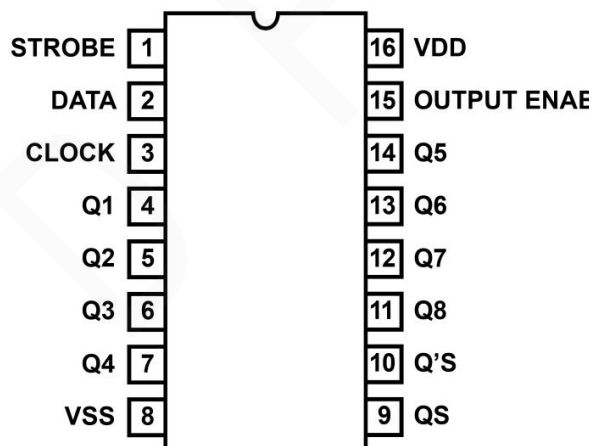 STROBE 1 16 VDD
DATA 2 15 OUTPUT ENAB
CLOCK 3 14 Q5
Q1 4 13 Q6
Q2 5 12 Q7
Q3 6 11 Q8
Q4 7 10 Q'S
VSS 8 9 QS